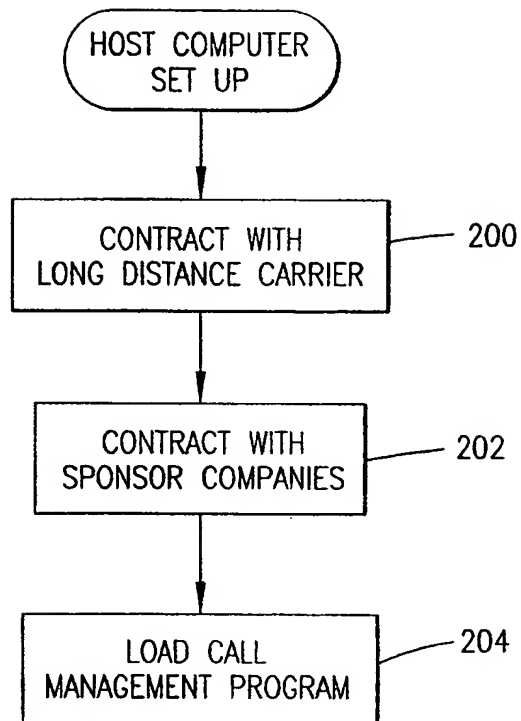 HOST COMPUTER
SET UP
CONTRACT WITH
LONG DISTANCE CARRIER
200
CONTRACT WITH
SPONSOR COMPANIES
202
LOAD CALL
MANAGEMENT PROGRAM
204